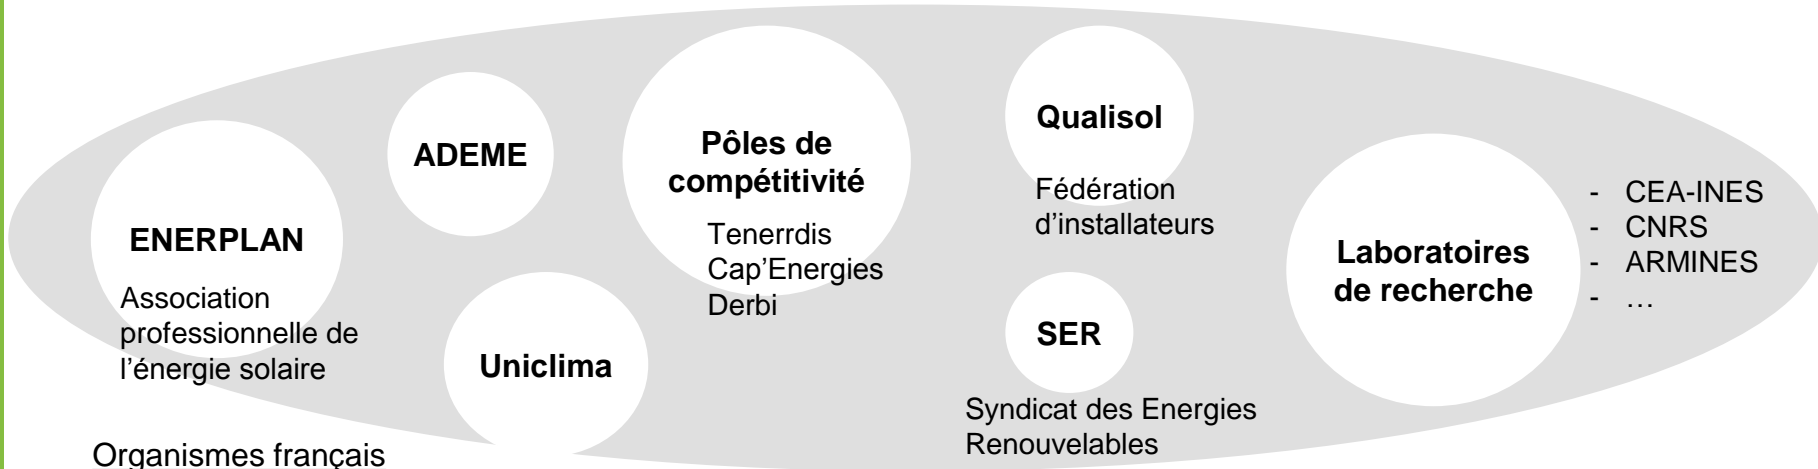 ENERPLAN
Association
professionnelle de
l’énergie solaire
ADEME
Uniclima
Pôles de
compétitivité
Tenerrdis
Cap’Energies
Derbi
Qualisol
Fédération
d’installateurs
SER
Syndicat des Energies
Renouvelables
Laboratoires
de recherche
- CEA-INES
- CNRS
- ARMINES
- …
Organismes français